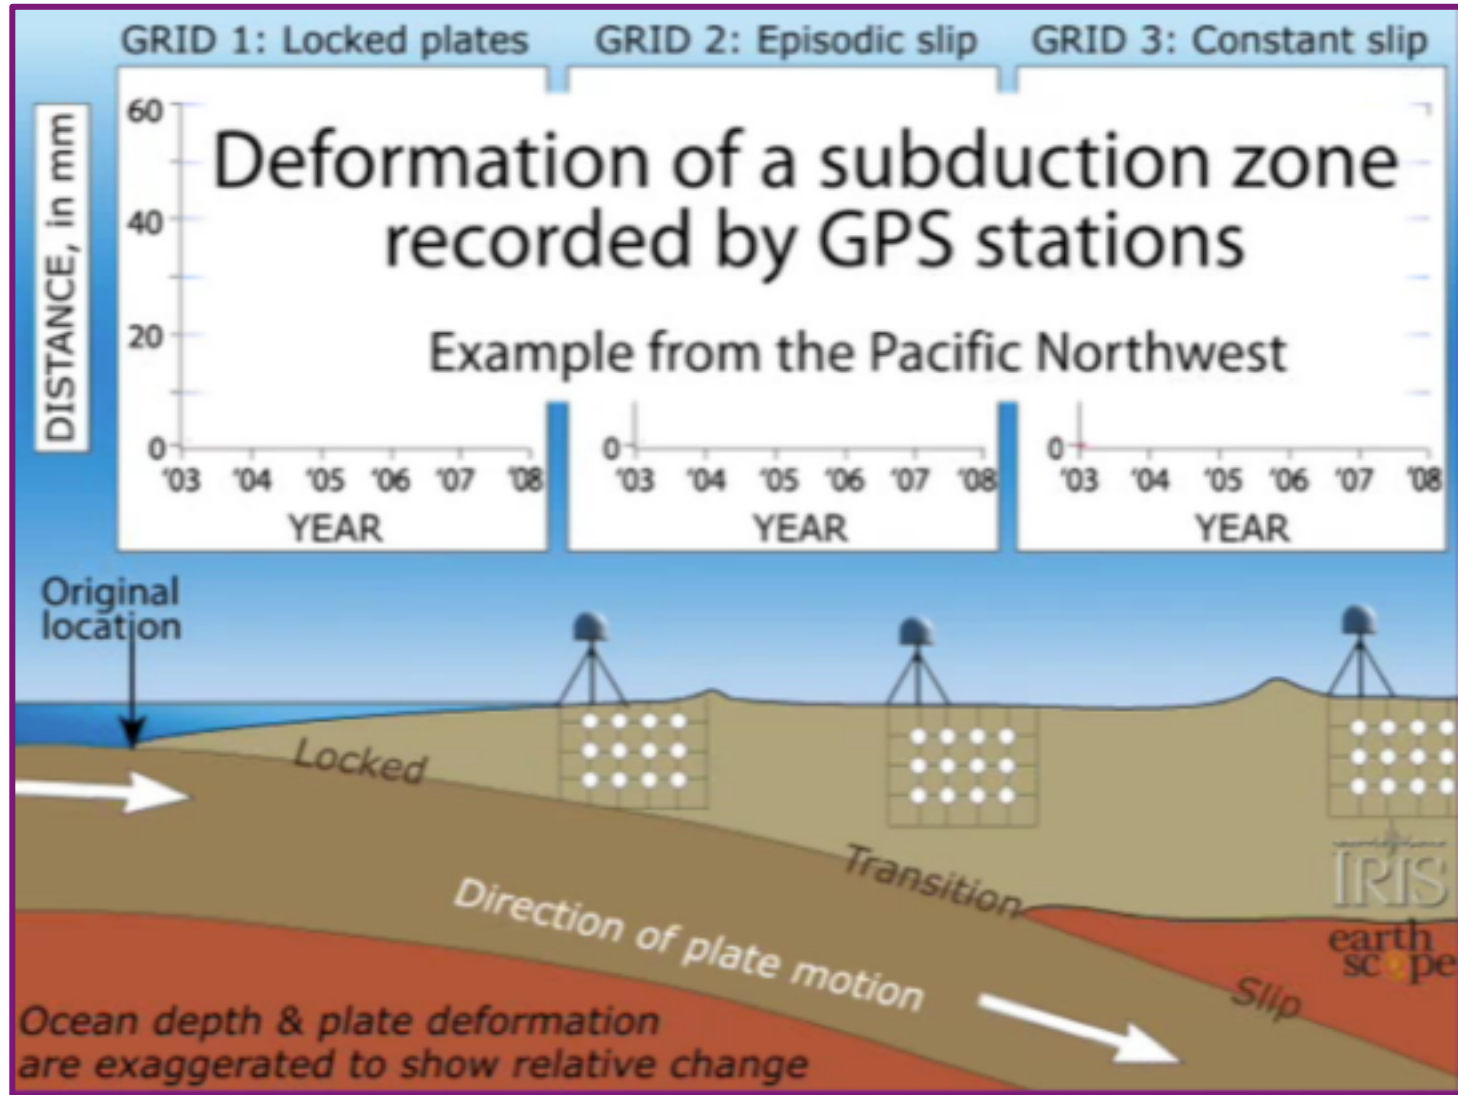 GRID 1: Locked plates
GRID 2: Episodic slip
GRID 3: Constant slip
DISTANCE, in mm
60
40
20
0
Deformation of a subduction zone
recorded by GPS stations
Example from the Pacific Northwest
'03 '04 '05 '06 '07 '08
YEAR
0
'03 '04 '05 '06 '07 '08
YEAR
0
'03 '04 '05 '06 '07 '08
YEAR
Original
location
Locked
Transition
Slip
Direction of plate motion
IRIS
earth
scope
Ocean depth & plate deformation
are exaggerated to show relative change